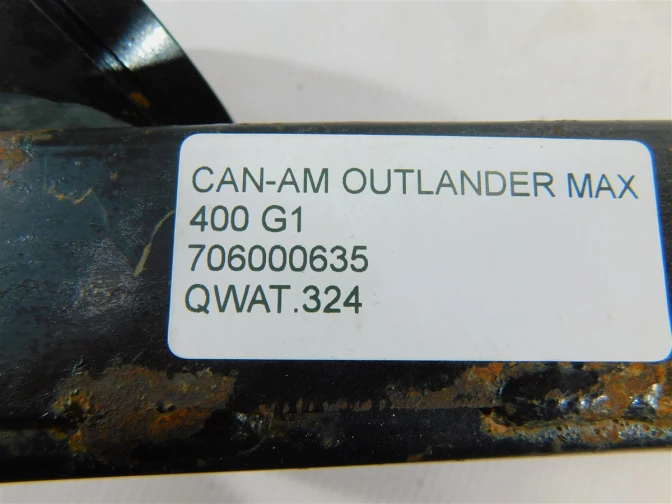 CAN-AM OUTLANDER MAX
400 G1
706000635
QWAT.324